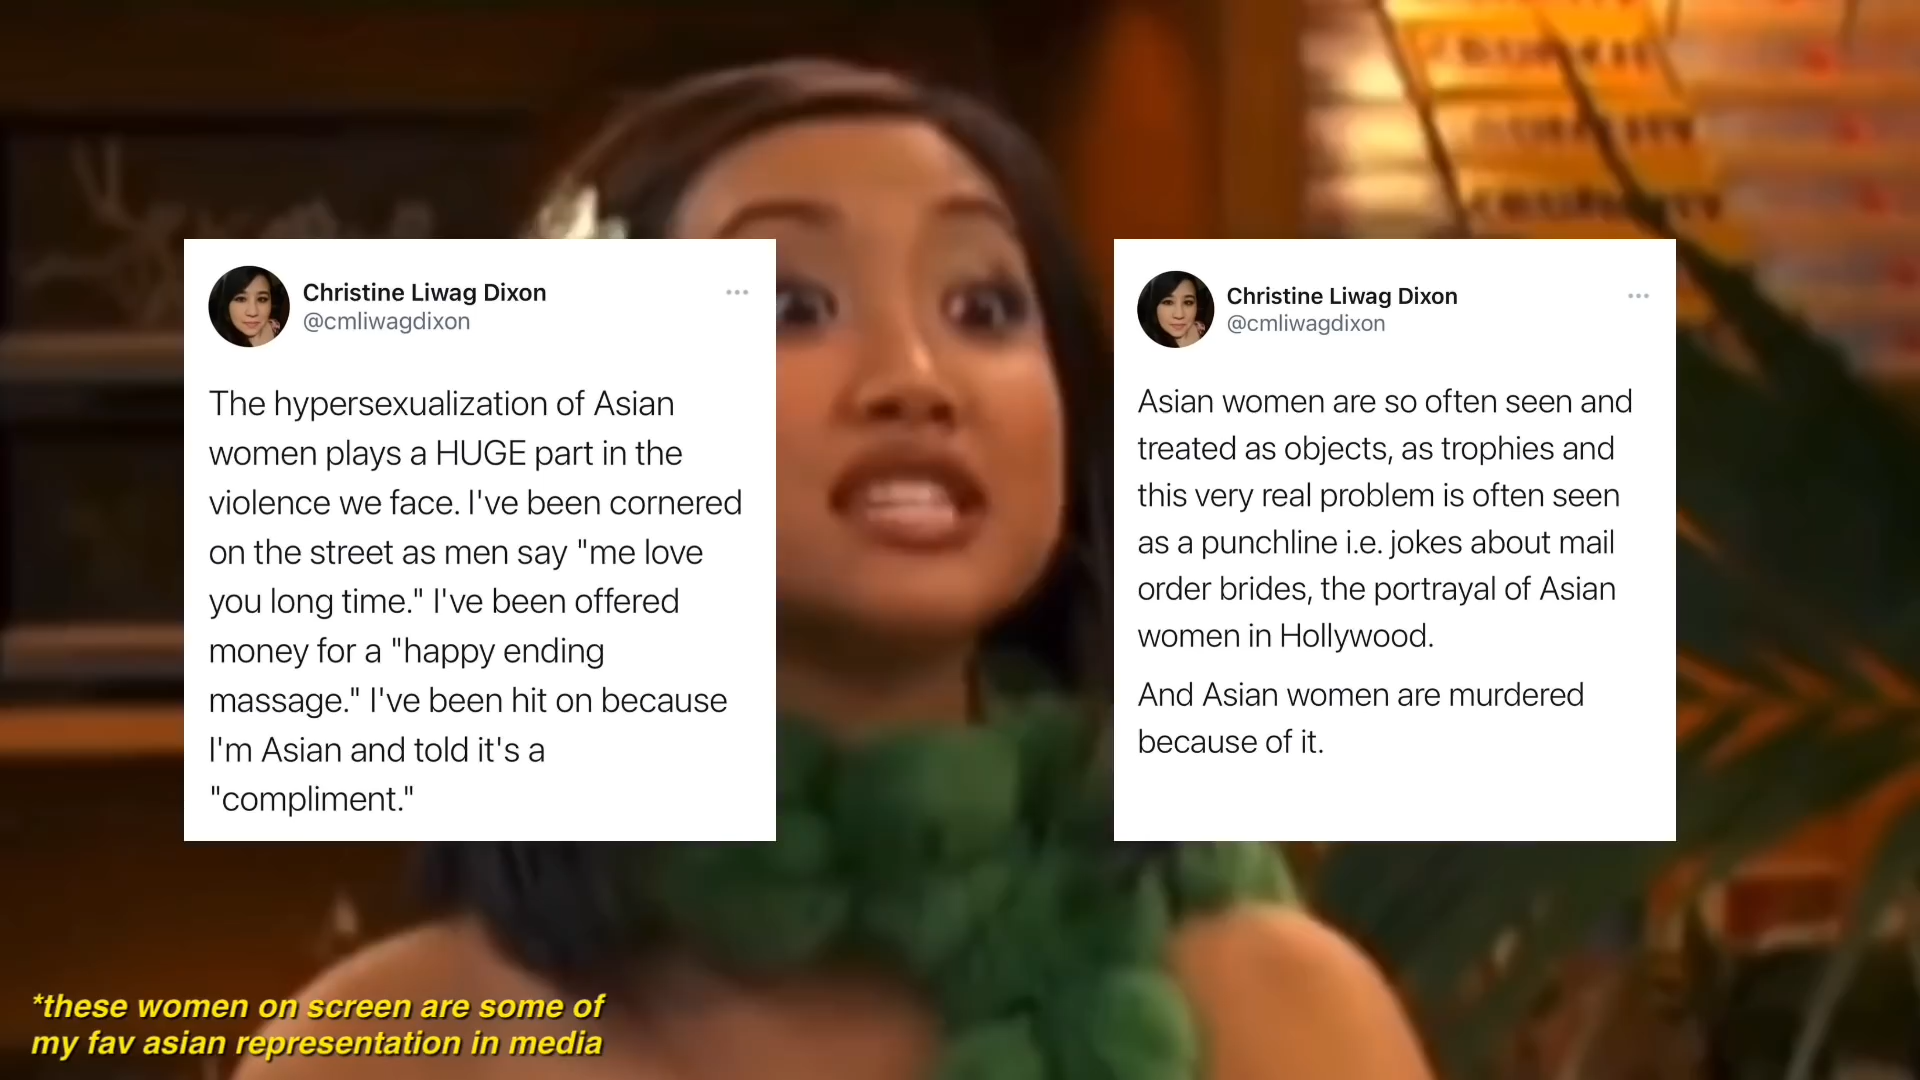 Christine Liwag Dixon
@cmliwagdixon
The hypersexualization of Asian
women plays a HUGE part in the
violence we face. I've been cornered
on the street as men say "me love
you long time." I've been offered
money for a "happy ending
massage." I've been hit on because
I'm Asian and told it's a
"compliment."
Christine Liwag Dixon
@cmliwagdixon
Asian women are so often seen and
treated as objects, as trophies and
this very real problem is often seen
as a punchline i.e. jokes about mail
order brides, the portrayal of Asian
women in Hollywood.
And Asian women are murdered
because of it.
*these women on screen are some of
my fav asian representation in media